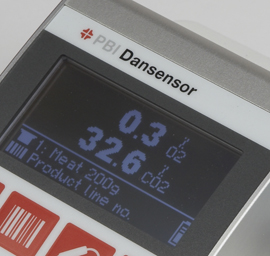 PBI Dansensor
0.3 % O2
32.6 % CO2
1: Meat 200g
Product line no.